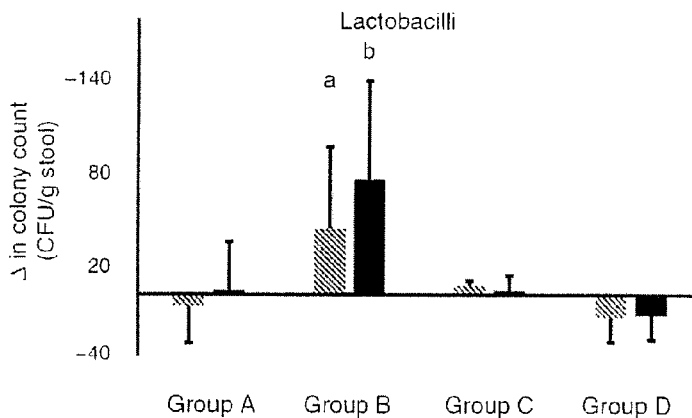 Lactobacilli
b
−140
a
80
20
−40
Δ in colony count
(CFU/g stool)
Group A
Group B
Group C
Group D